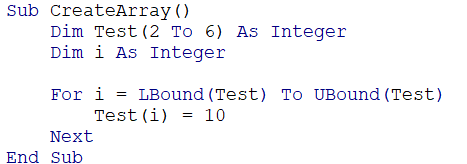 Sub CreateArray()
    Dim Test(2 To 6) As Integer
    Dim i As Integer

    For i = LBound(Test) To UBound(Test)
        Test(i) = 10
    Next
End Sub